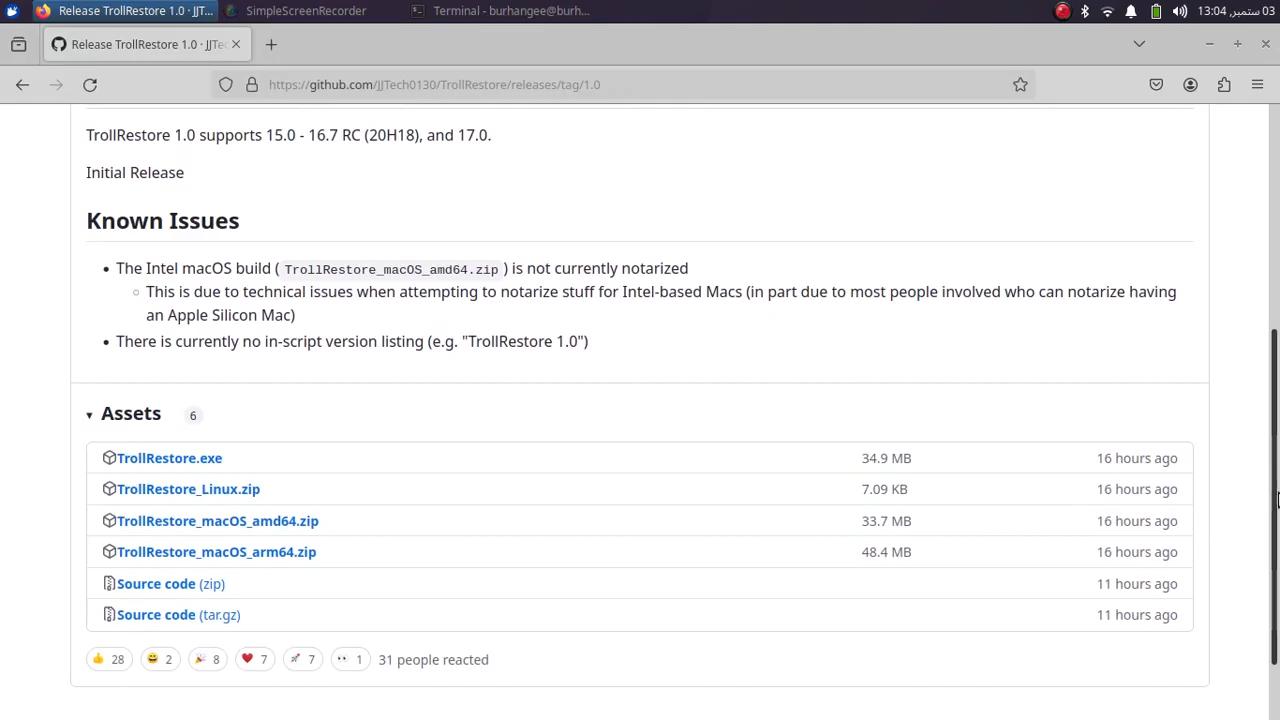 Release TrollRestore 1.0 · JJT...
SimpleScreenRecorder
Terminal - burhangee@burh...
03 ستمبر, 13:04
Release TrollRestore 1.0 · JJTec
https://github.com/JJTech0130/TrollRestore/releases/tag/1.0
TrollRestore 1.0 supports 15.0 - 16.7 RC (20H18), and 17.0.
Initial Release
Known Issues
The Intel macOS build ( TrollRestore_macOS_amd64.zip ) is not currently notarized
This is due to technical issues when attempting to notarize stuff for Intel-based Macs (in part due to most people involved who can notarize having
an Apple Silicon Mac)
There is currently no in-script version listing (e.g. "TrollRestore 1.0")
Assets 6
TrollRestore.exe 34.9 MB 16 hours ago
TrollRestore_Linux.zip 7.09 KB 16 hours ago
TrollRestore_macOS_amd64.zip 33.7 MB 16 hours ago
TrollRestore_macOS_arm64.zip 48.4 MB 16 hours ago
Source code (zip) 11 hours ago
Source code (tar.gz) 11 hours ago
👍 28 😄 2 🎉 8 ❤️ 7 🚀 7 👀 1 31 people reacted